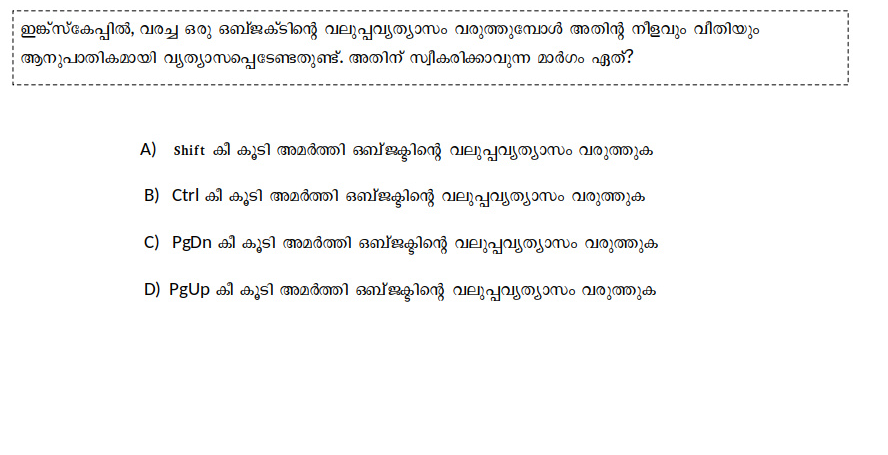 ഇങ്ക്സ്കേപ്പിൽ, വരച്ച ഒരു ഒബ്ജക്ടിന്റെ വലുപ്പവ്യത്യാസം വരുത്തുമ്പോൾ അതിന്റ നീളവും വീതിയും
ആനുപാതികമായി വ്യത്യാസപ്പെടേണ്ടതുണ്ട്. അതിന് സ്വീകരിക്കാവുന്ന മാർഗം ഏത്?
A) Shift കീ കൂടി അമർത്തി ഒബ്ജക്ടിന്റെ വലുപ്പവ്യത്യാസം വരുത്തുക
B) Ctrl കീ കൂടി അമർത്തി ഒബ്ജക്ടിന്റെ വലുപ്പവ്യത്യാസം വരുത്തുക
C) PgDn കീ കൂടി അമർത്തി ഒബ്ജക്ടിന്റെ വലുപ്പവ്യത്യാസം വരുത്തുക
D) PgUp കീ കൂടി അമർത്തി ഒബ്ജക്ടിന്റെ വലുപ്പവ്യത്യാസം വരുത്തുക